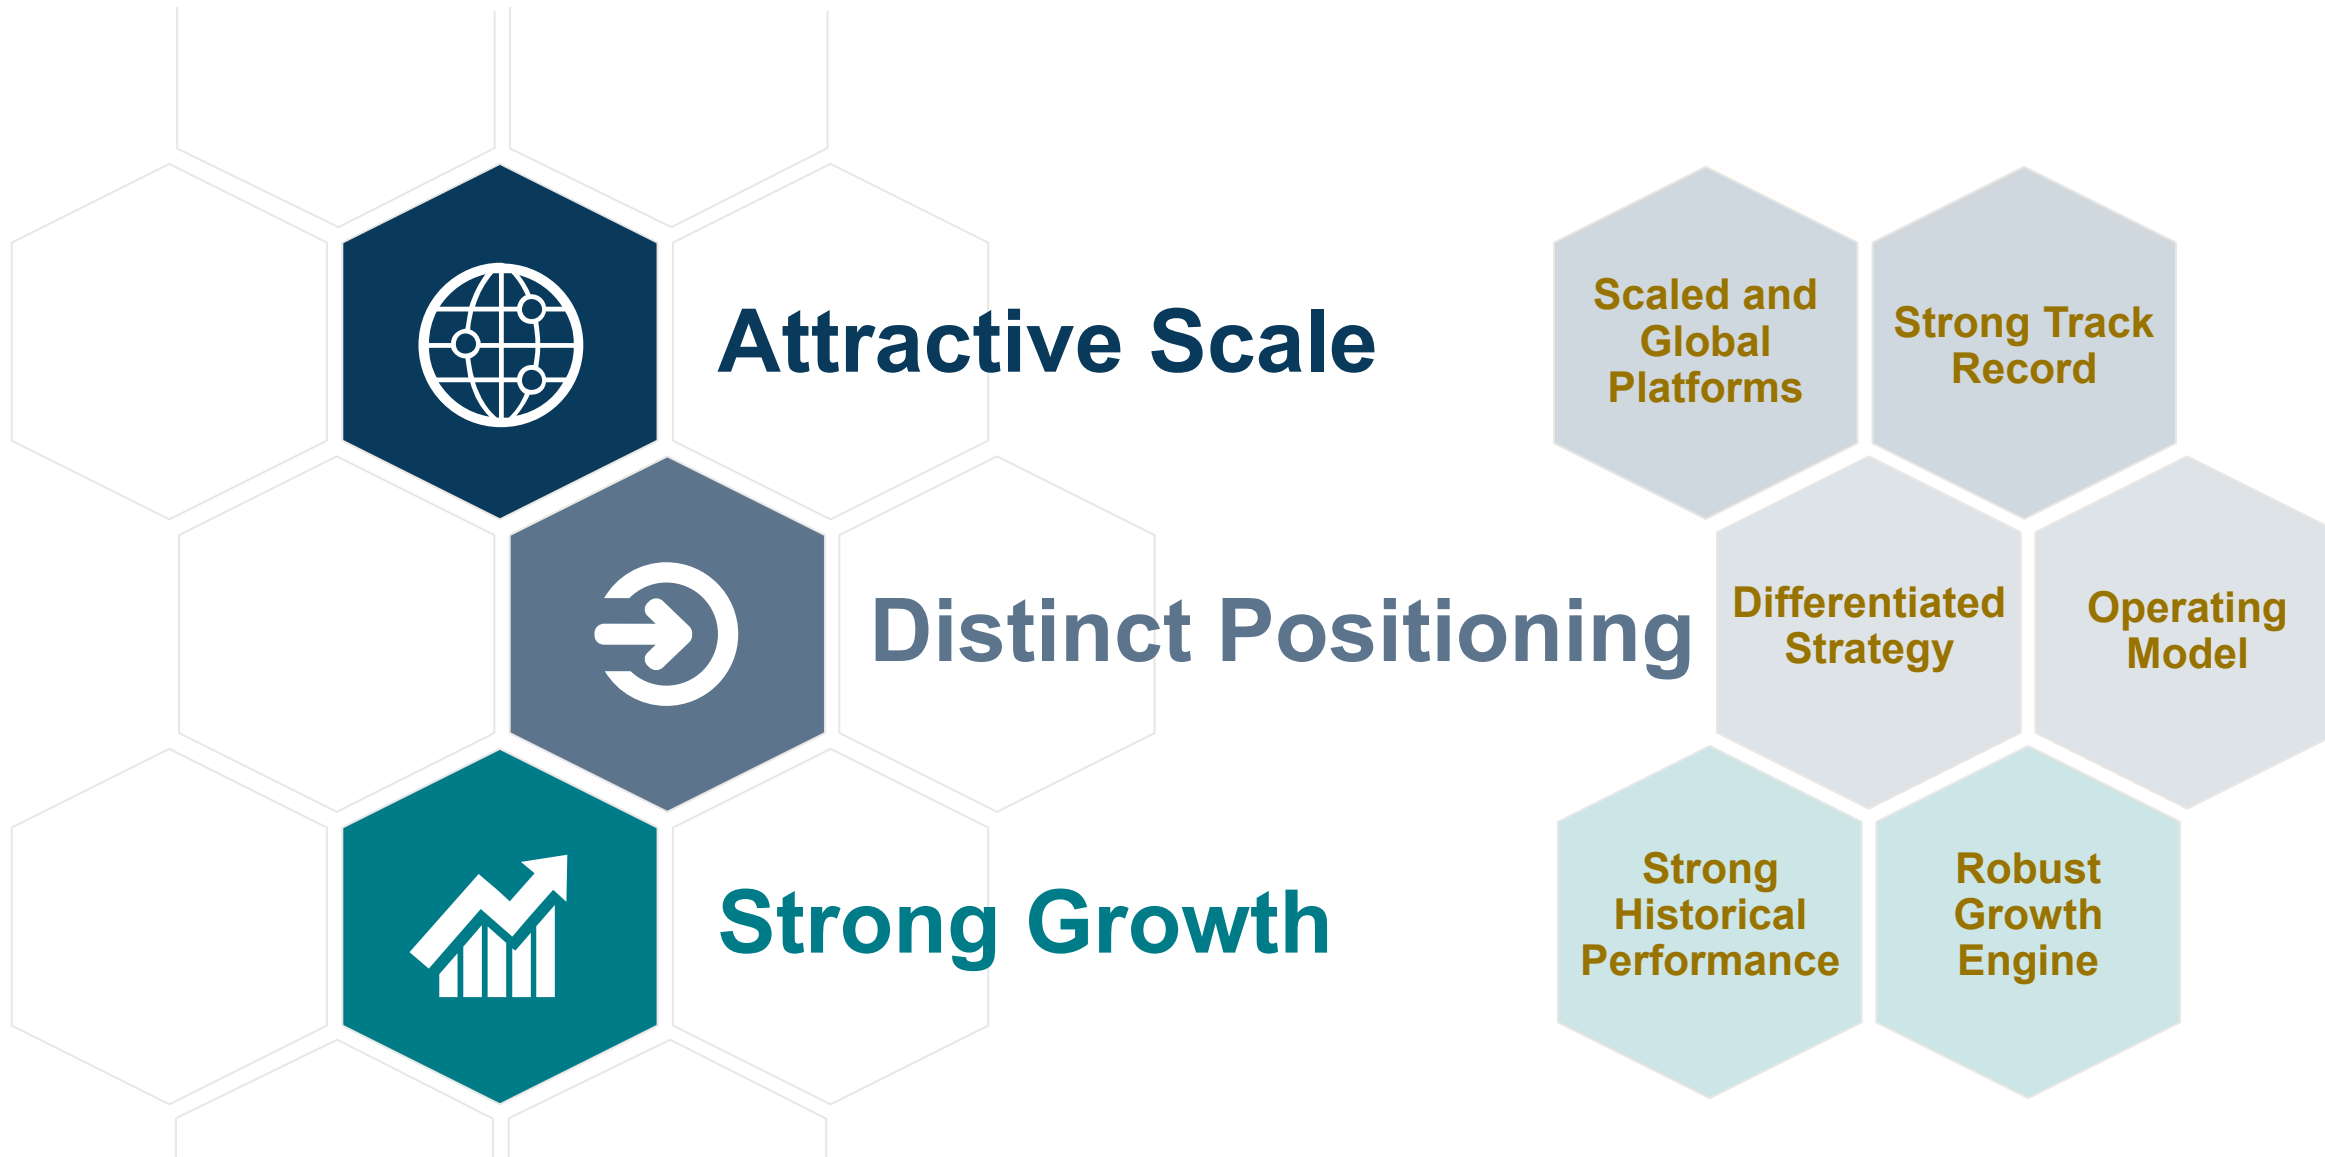 Attractive Scale
Scaled and
Global
Platforms
Strong Track
Record
Distinct Positioning
Differentiated
Strategy
Operating
Model
Strong Growth
Strong
Historical
Performance
Robust
Growth
Engine